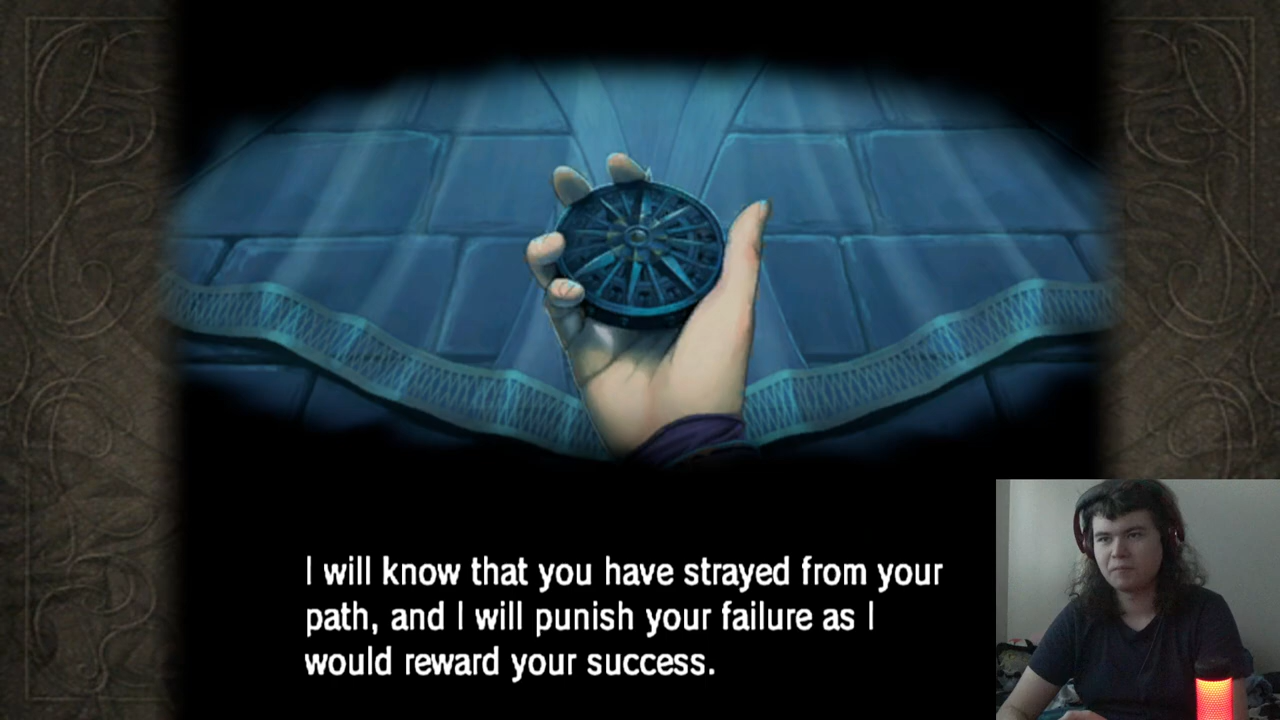 I will know that you have strayed from your
path, and I will punish your failure as I
would reward your success.